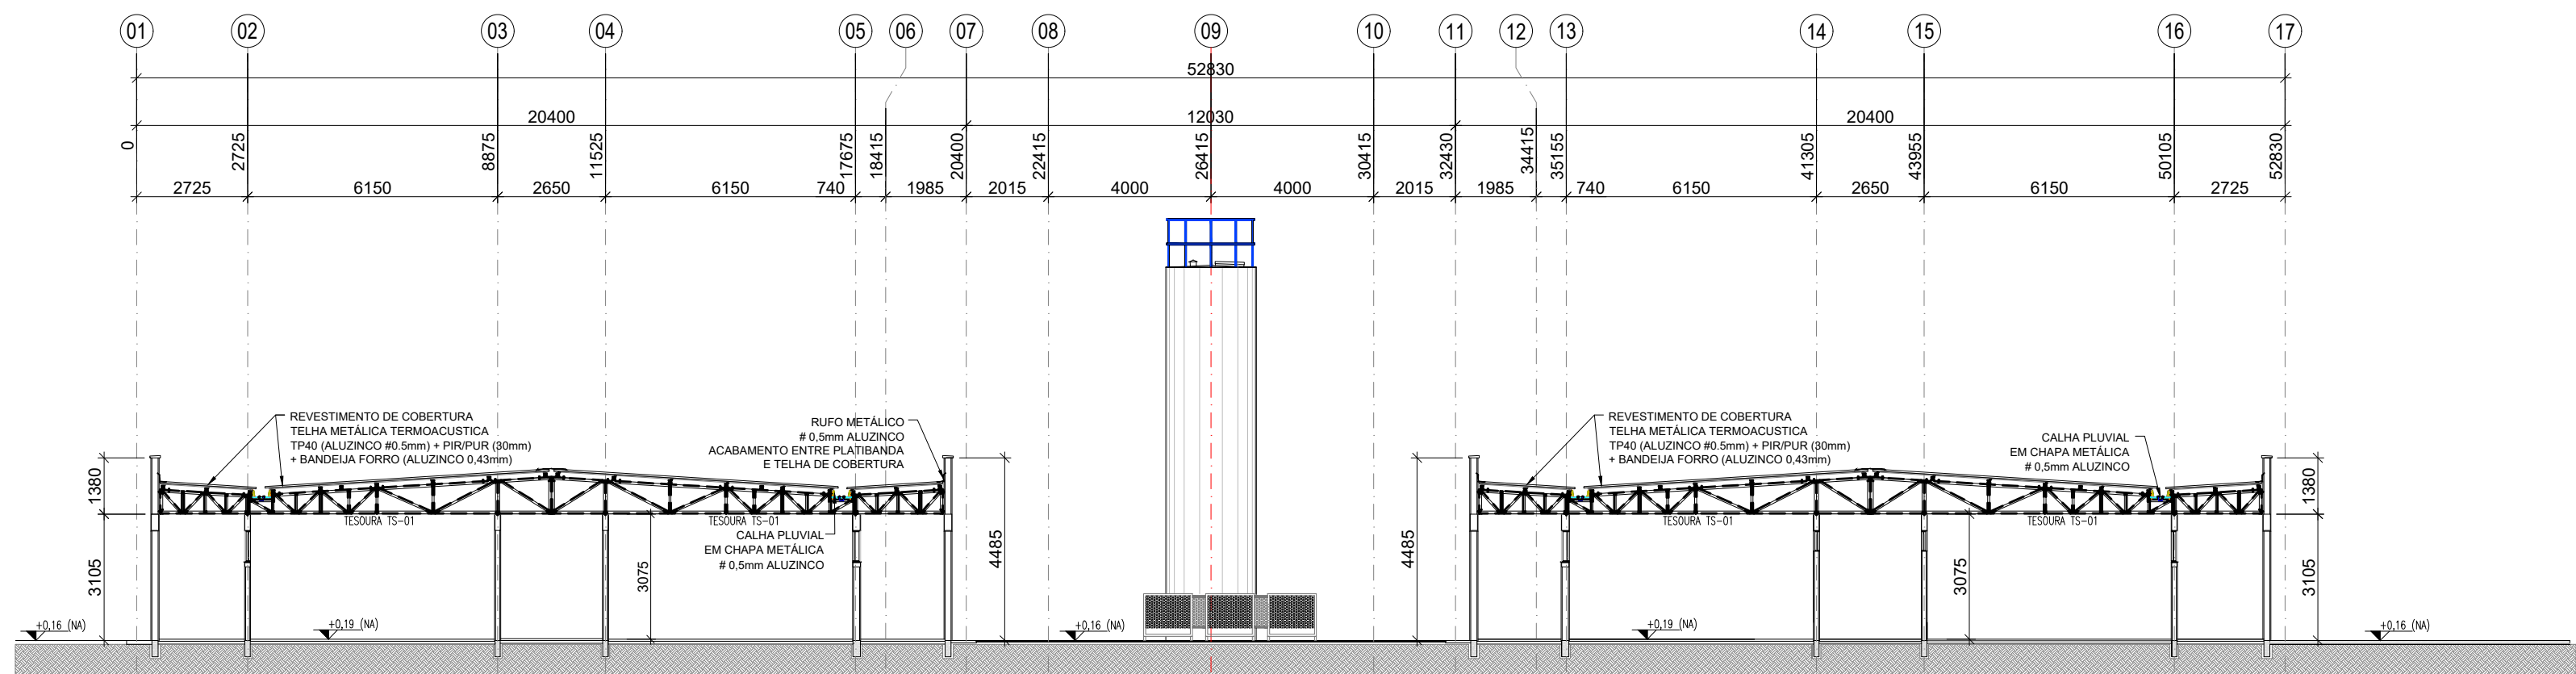 01 02 03 04 05 06 07 08 09 10 11 12 13 14 15 16 17
52830
20400 12030 20400
0 2725 8875 11525 17675 18415 20400 22415 26415 30415 32430 34415 35155 41305 43955 50105 52830
2725 6150 2650 6150 740 1985 2015 4000 4000 2015 1985 740 6150 2650 6150 2725
REVESTIMENTO DE COBERTURA
TELHA METÁLICA TERMOACUSTICA
TP40 (ALUZINCO #0.5mm) + PIR/PUR (30mm)
+ BANDEIJA FORRO (ALUZINCO 0,43mm)
RUFO METÁLICO
# 0,5mm ALUZINCO
ACABAMENTO ENTRE PLATIBANDA
E TELHA DE COBERTURA
REVESTIMENTO DE COBERTURA
TELHA METÁLICA TERMOACUSTICA
TP40 (ALUZINCO #0.5mm) + PIR/PUR (30mm)
+ BANDEIJA FORRO (ALUZINCO 0,43mm)
CALHA PLUVIAL
EM CHAPA METÁLICA
# 0,5mm ALUZINCO
1380
1380
TESOURA TS-01
TESOURA TS-01
TESOURA TS-01
TESOURA TS-01
CALHA PLUVIAL
EM CHAPA METÁLICA
# 0,5mm ALUZINCO
4485
4485
3105
3075
3075
3105
+0,16 (NA)
+0,19 (NA)
+0,16 (NA)
+0,19 (NA)
+0,16 (NA)